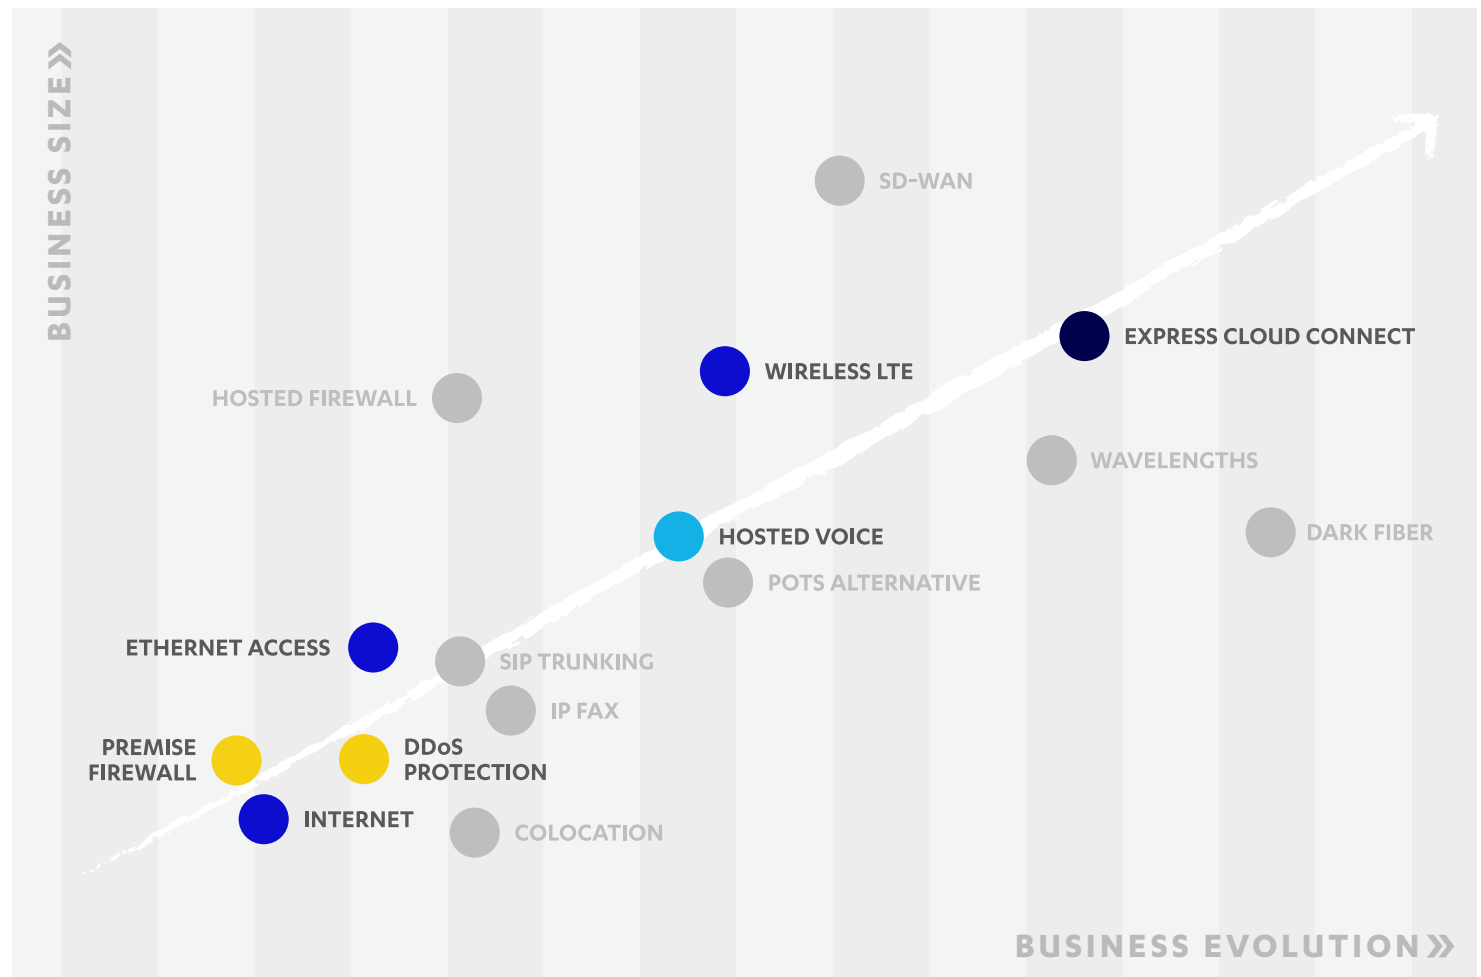 BUSINESS SIZE »
SD-WAN
EXPRESS CLOUD CONNECT
WIRELESS LTE
HOSTED FIREWALL
WAVELENGTHS
DARK FIBER
HOSTED VOICE
POTS ALTERNATIVE
ETHERNET ACCESS
SIP TRUNKING
IP FAX
PREMISE
FIREWALL
DDoS
PROTECTION
INTERNET
COLOCATION
BUSINESS EVOLUTION »